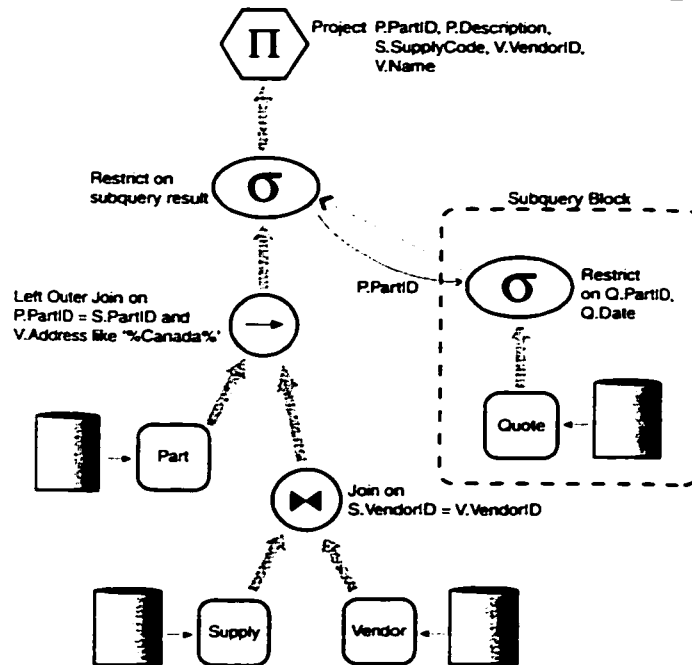 Π
Project P.PartID, P.Description,
S.SupplyCode, V.VendorID,
V.Name
Restrict on
subquery result
σ
Subquery Block
P.PartID
σ
Restrict
on Q.PartID,
Q.Date
Left Outer Join on
P.PartID = S.PartID and
V.Address like '%Canada%'
Part
Quote
Join on
S.VendorID = V.VendorID
Supply
Vendor